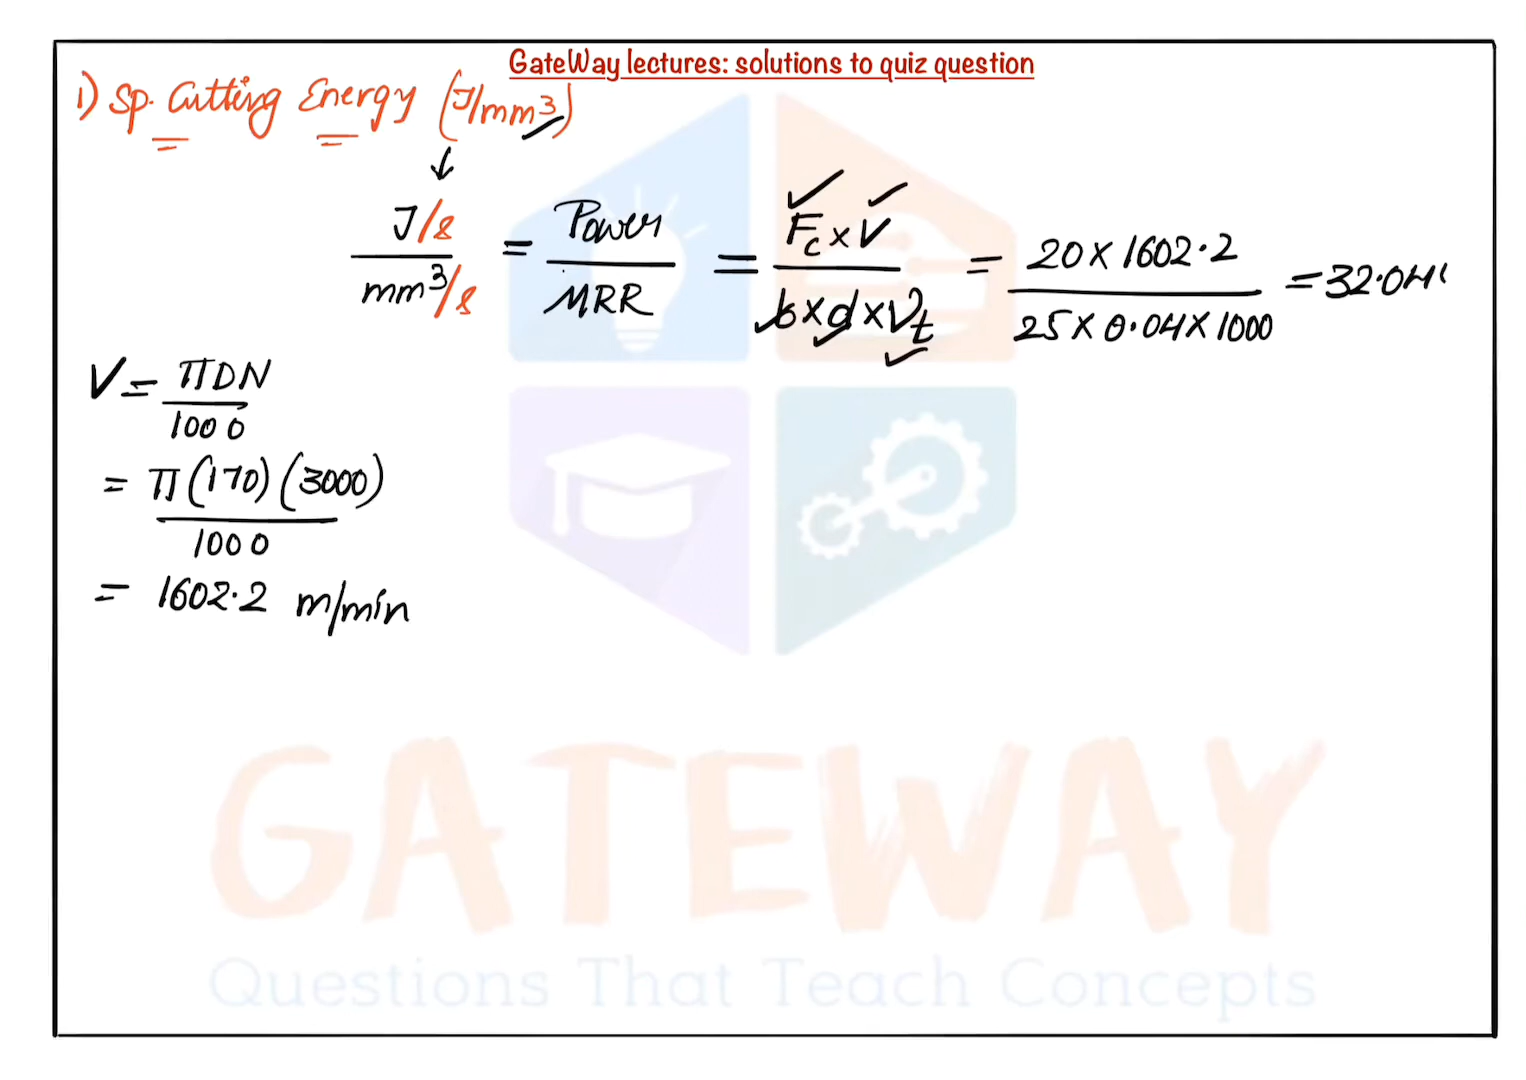 GateWay lectures: solutions to quiz question
1) Sp. Cutting Energy (J/mm³)
↓
J/s / mm³/s = Power / MRR = Fc x V / b x d x Vt = 20 x 1602.2 / 25 x 0.04 x 1000 = 32.04
V = πDN / 1000
= π(170)(3000) / 1000
= 1602.2 m/min
GATEWAY
Questions That Teach Concepts